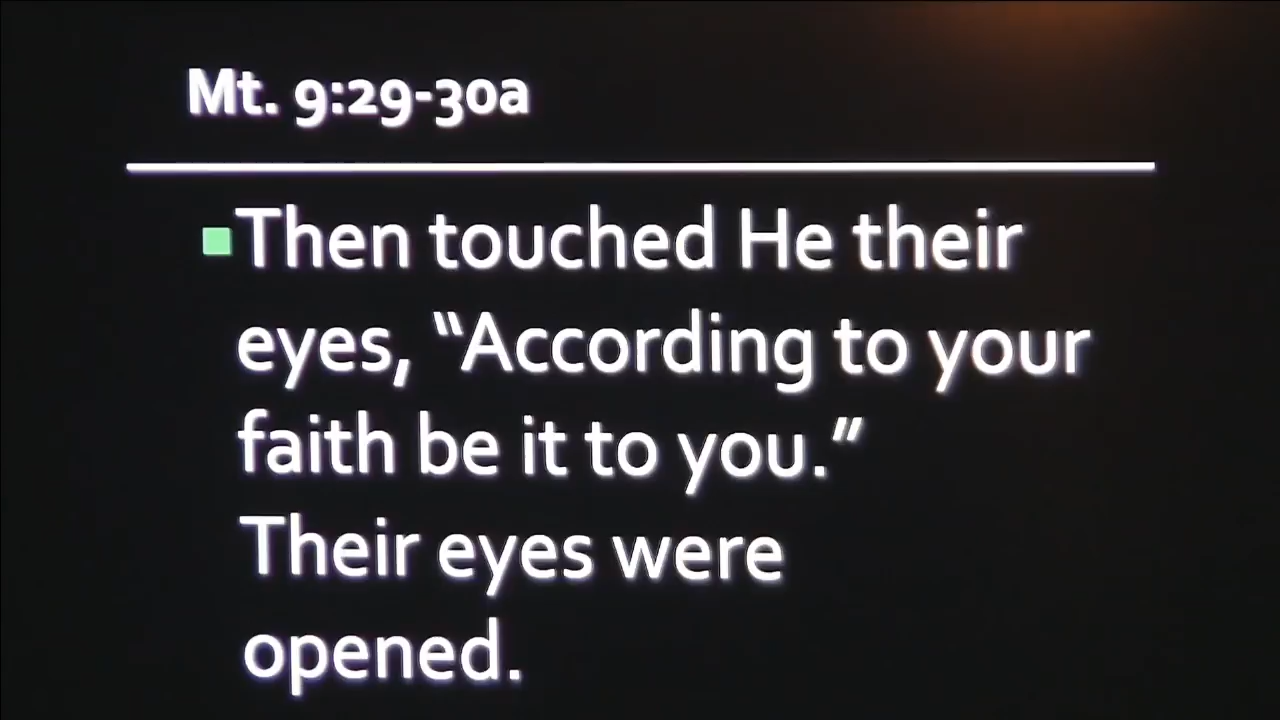 Mt. 9:29-30a
Then touched He their
eyes, “According to your
faith be it to you.”
Their eyes were
opened.